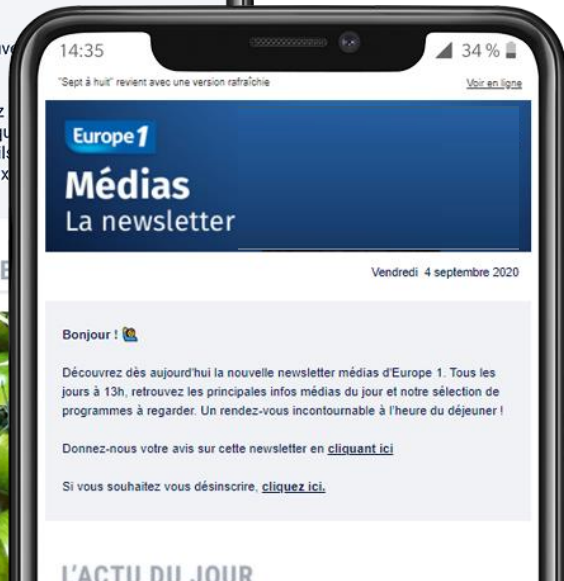 14:35
34 %
"Sept à huit" revient avec une version rafraîchie
Voir en ligne
Europe 1
Médias
La newsletter
Vendredi 4 septembre 2020
Bonjour !
Découvrez dès aujourd'hui la nouvelle newsletter médias d'Europe 1. Tous les
jours à 13h, retrouvez les principales infos médias du jour et notre sélection de
programmes à regarder. Un rendez-vous incontournable à l'heure du déjeuner !
Donnez-nous votre avis sur cette newsletter en cliquant ici
Si vous souhaitez vous désinscrire, cliquez ici.
L'ACTU DU JOUR